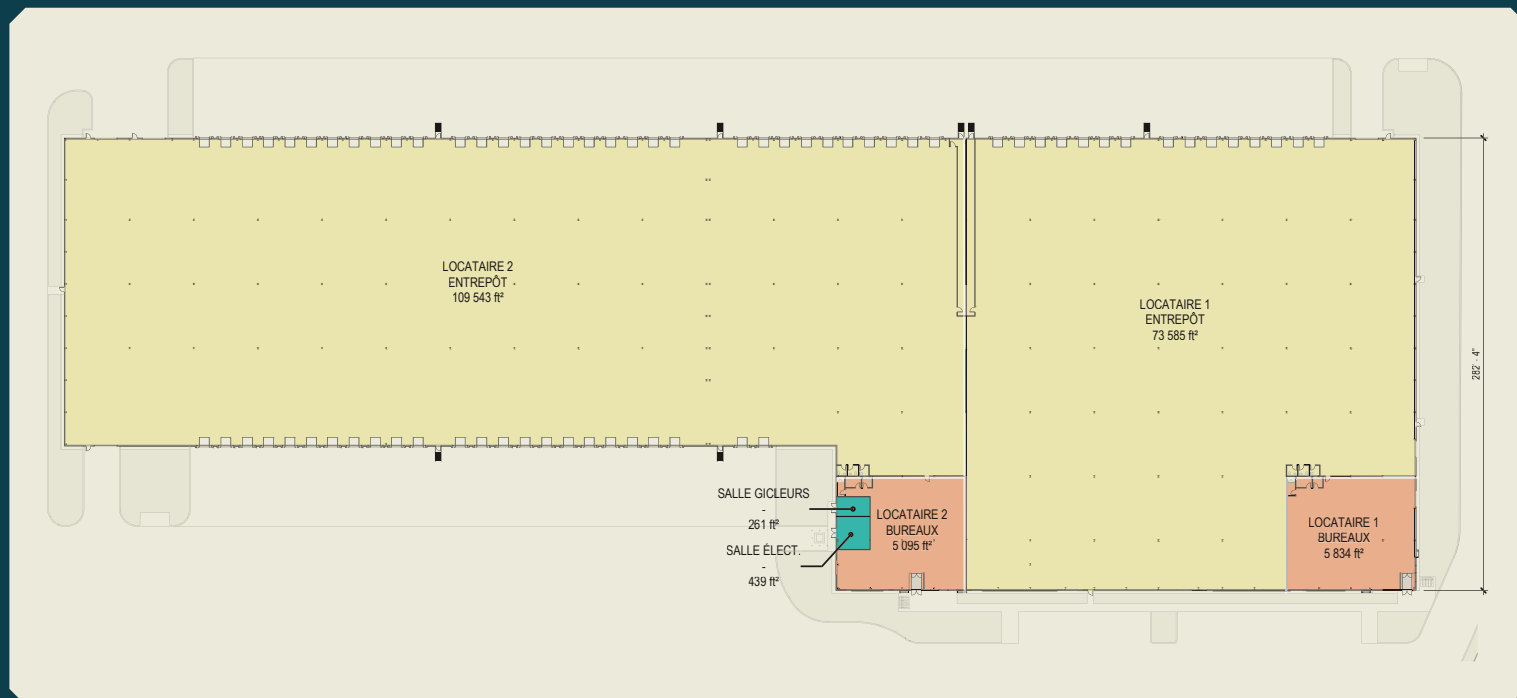 LOCATAIRE 2
ENTREPÔT
109 543 ft²
LOCATAIRE 1
ENTREPÔT
73 585 ft²
282' - 4"
SALLE GICLEURS
-
261 ft²
SALLE ÉLECT.
-
439 ft²
LOCATAIRE 2
BUREAUX
5 095 ft²
LOCATAIRE 1
BUREAUX
5 834 ft²